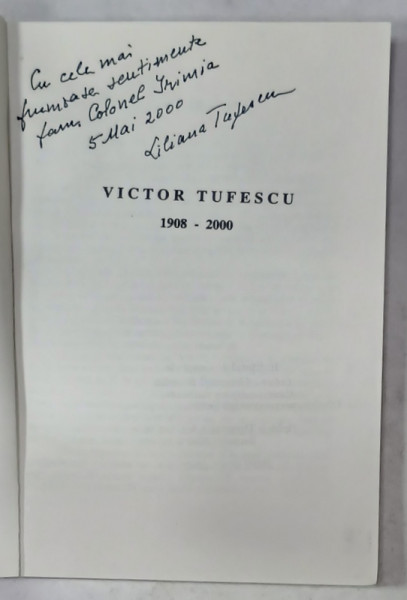 Cu cele mai
frumoase sentimente
fam. Colonel Irimia
5 Mai 2000
Liliana Tufescu
VICTOR TUFESCU
1908 - 2000